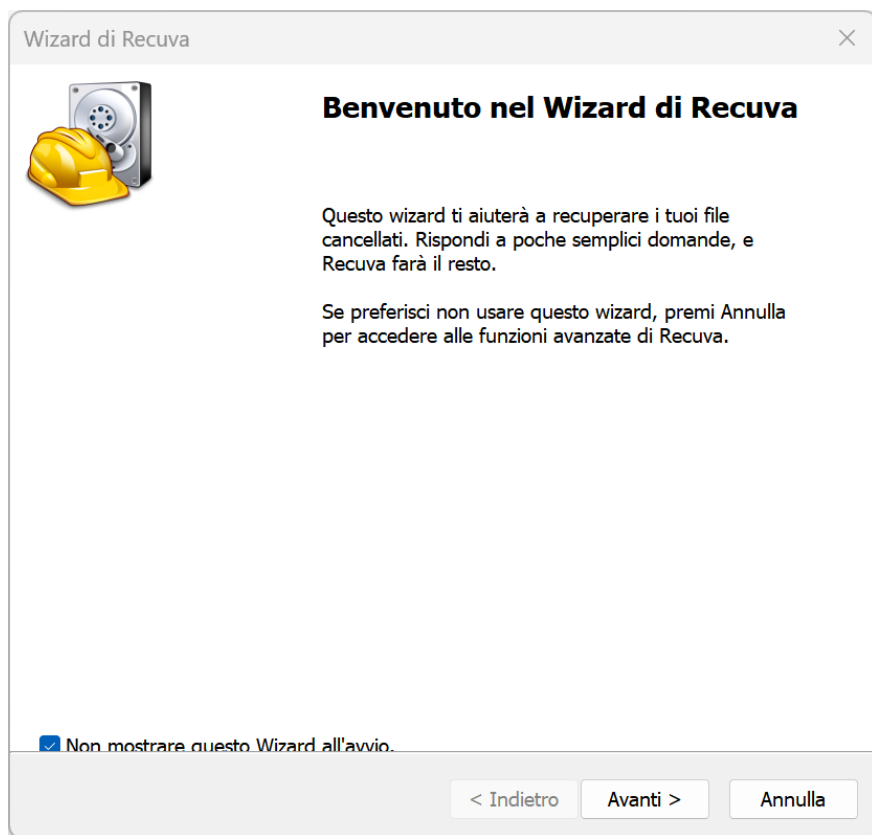 Wizard di Recuva
Benvenuto nel Wizard di Recuva
Questo wizard ti aiuterà a recuperare i tuoi file
cancellati. Rispondi a poche semplici domande, e
Recuva farà il resto.
Se preferisci non usare questo wizard, premi Annulla
per accedere alle funzioni avanzate di Recuva.
Non mostrare questo Wizard all'avvio.
< Indietro
Avanti >
Annulla